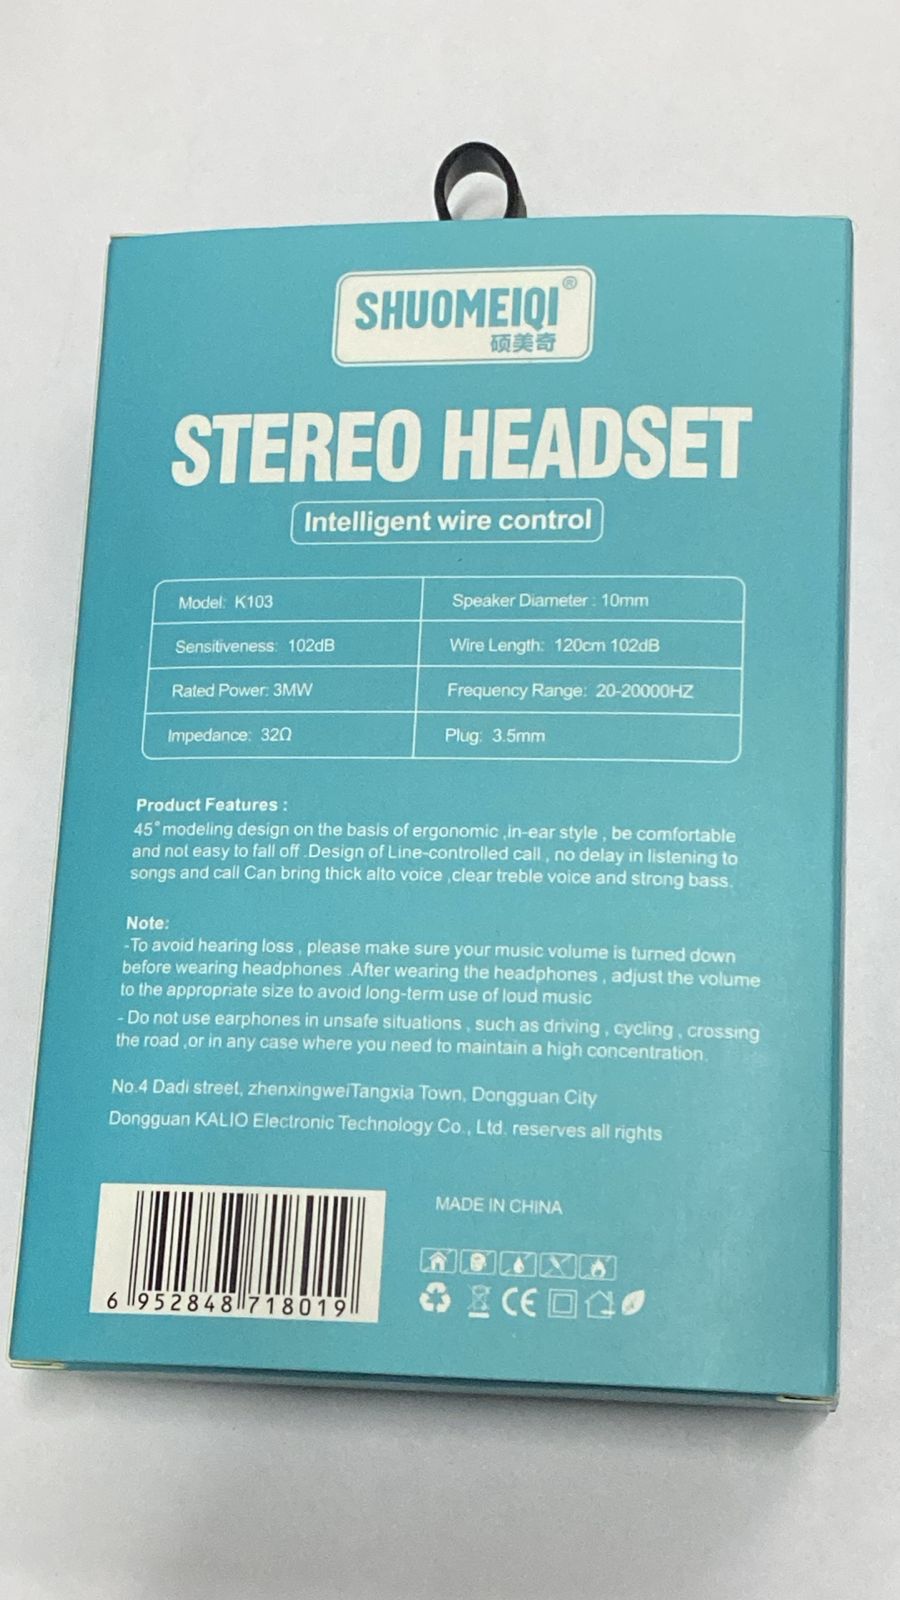 SHUOMEIQI®
硕美奇
STEREO HEADSET
Intelligent wire control
Model: K103
Speaker Diameter : 10mm
Sensitiveness: 102dB
Wire Length: 120cm 102dB
Rated Power: 3MW
Frequency Range: 20-20000HZ
Impedance: 32Ω
Plug: 3.5mm
Product Features :
45°modeling design on the basis of ergonomic ,in-ear style , be comfortable
and not easy to fall off .Design of Line-controlled call , no delay in listening to
songs and call Can bring thick alto voice ,clear treble voice and strong bass.
Note:
-To avoid hearing loss , please make sure your music volume is turned down
before wearing headphones .After wearing the headphones , adjust the volume
to the appropriate size to avoid long-term use of loud music
- Do not use earphones in unsafe situations , such as driving , cycling , crossing
the road ,or in any case where you need to maintain a high concentration.
No.4 Dadi street, zhenxingweiTangxia Town, Dongguan City
Dongguan KALIO Electronic Technology Co., Ltd. reserves all rights
MADE IN CHINA
6 952848 718019
CE